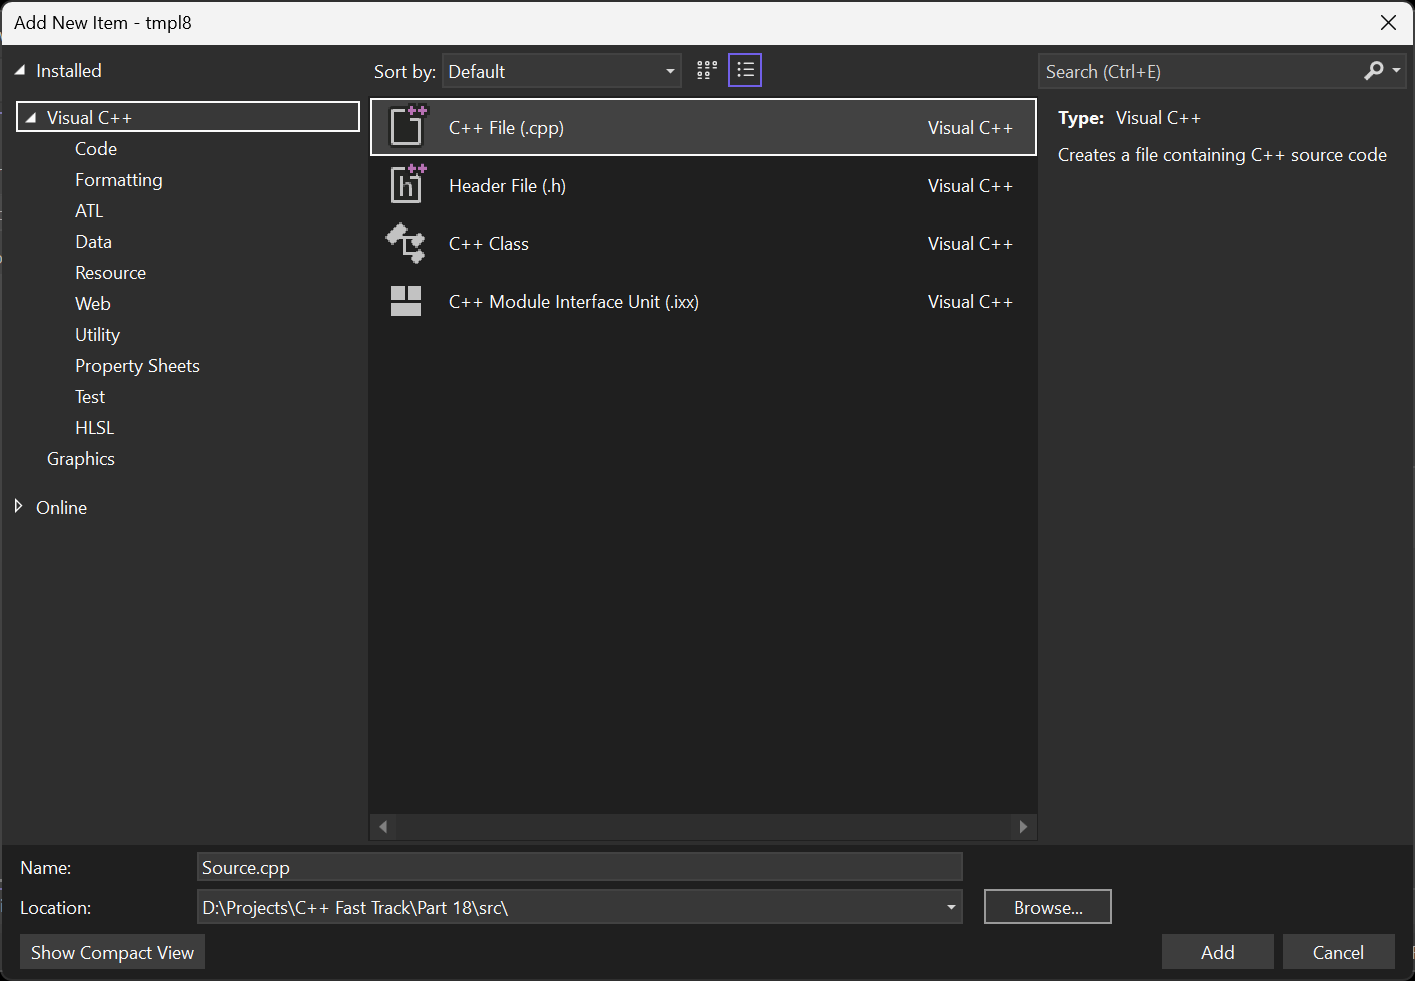 Add New Item - tmpl8
Installed
Visual C++
Code
Formatting
ATL
Data
Resource
Web
Utility
Property Sheets
Test
HLSL
Graphics
Online
Sort by: Default
C++ File (.cpp) Visual C++
Header File (.h) Visual C++
C++ Class Visual C++
C++ Module Interface Unit (.ixx) Visual C++
Search (Ctrl+E)
Type: Visual C++
Creates a file containing C++ source code
Name: Source.cpp
Location: D:\Projects\C++ Fast Track\Part 18\src\
Browse...
Show Compact View
Add
Cancel